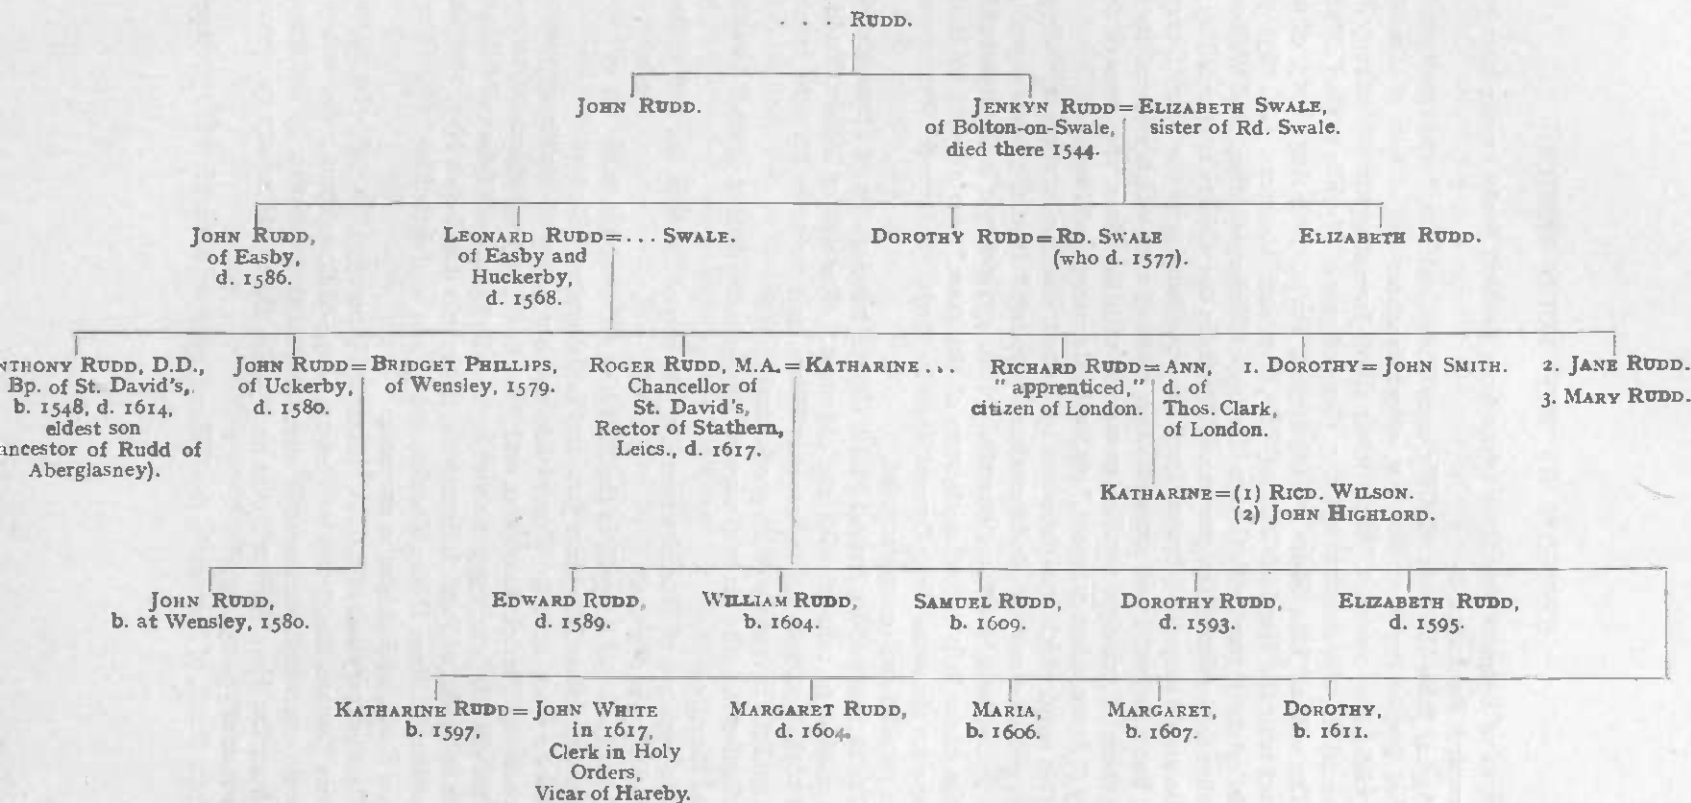 . . . RUDD.
JOHN RUDD.
JENKYN RUDD = ELIZABETH SWALE,
of Bolton-on-Swale, sister of Rd. Swale.
died there 1544.
JOHN RUDD,
of Easby,
d. 1586.
LEONARD RUDD = ... SWALE.
of Easby and
Huckerby,
d. 1568.
DOROTHY RUDD = RD. SWALE
(who d. 1577).
ELIZABETH RUDD.
NTHONY RUDD, D.D.,
Bp. of St. David's,
b. 1548, d. 1614,
eldest son
ancestor of Rudd of
Aberglasney).
JOHN RUDD = BRIDGET PHILLIPS,
of Uckerby, of Wensley, 1579.
d. 1580.
ROGER RUDD, M.A. = KATHARINE ...
Chancellor of
St. David's,
Rector of Stathern,
Leics., d. 1617.
RICHARD RUDD = ANN,
"apprenticed," d. of
citizen of London. Thos. Clark,
of London.
1. DOROTHY = JOHN SMITH.
2. JANE RUDD.
3. MARY RUDD.
KATHARINE = (1) RICD. WILSON.
(2) JOHN HIGHLORD.
JOHN RUDD,
b. at Wensley, 1580.
EDWARD RUDD,
d. 1589.
WILLIAM RUDD,
b. 1604.
SAMUEL RUDD,
b. 1609.
DOROTHY RUDD,
d. 1593.
ELIZABETH RUDD,
d. 1595.
KATHARINE RUDD = JOHN WHITE
b. 1597, in 1617,
Clerk in Holy
Orders,
Vicar of Hareby.
MARGARET RUDD,
d. 1604.
MARIA,
b. 1606.
MARGARET,
b. 1607.
DOROTHY,
b. 1611.